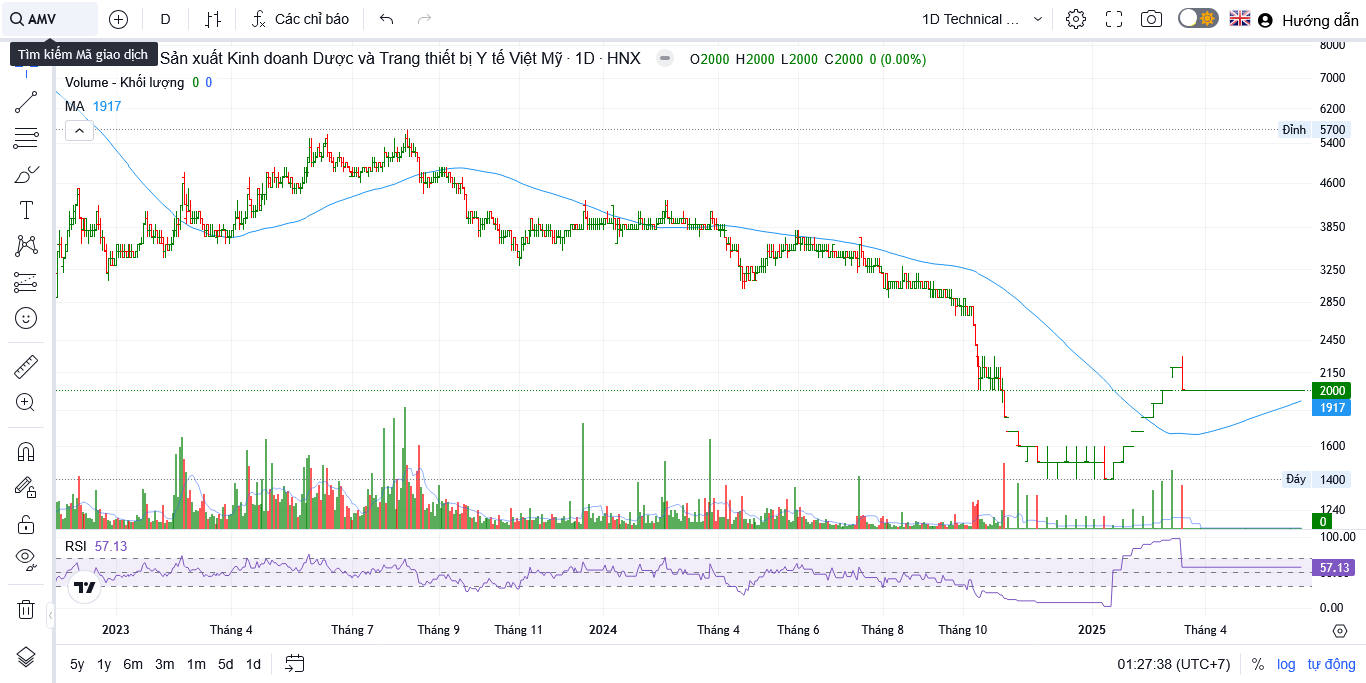 AMV
D
Các chỉ báo
1D Technical ...
Hướng dẫn
Tìm kiếm Mã giao dịch
Sản xuất Kinh doanh Dược và Trang thiết bị Y tế Việt Mỹ · 1D · HNX
O2000 H2000 L2000 C2000 0 (0.00%)
Volume - Khối lượng 0 0
MA 1917
8000
7000
6200
Đỉnh 5700
5400
4600
3850
3250
2850
2450
2150
2000
1917
1600
Đáy 1400
1240
0
RSI 57.13
100.00
57.13
0.00
2023 Tháng 4 Tháng 7 Tháng 9 Tháng 11 2024 Tháng 4 Tháng 6 Tháng 8 Tháng 10 2025 Tháng 4
5y 1y 6m 3m 1m 5d 1d
01:27:38 (UTC+7) % log tự động